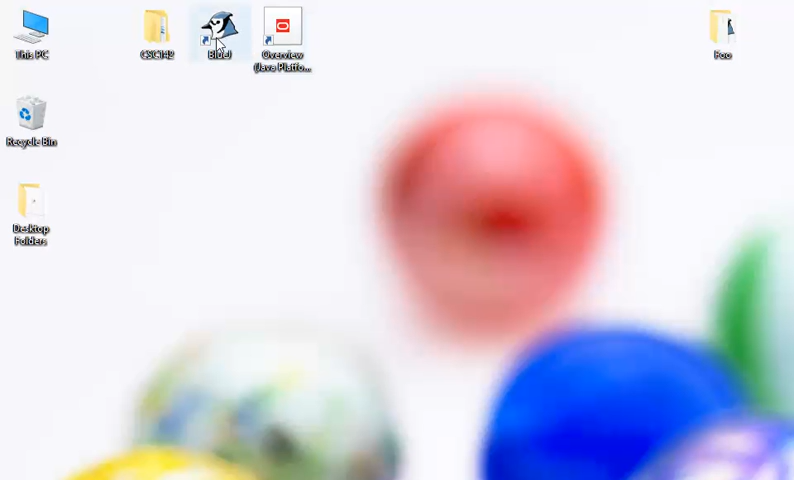 This PC
CSC142
BlueJ
Overview
(Java Platfo...
Foo
Recycle Bin
Desktop
Folders